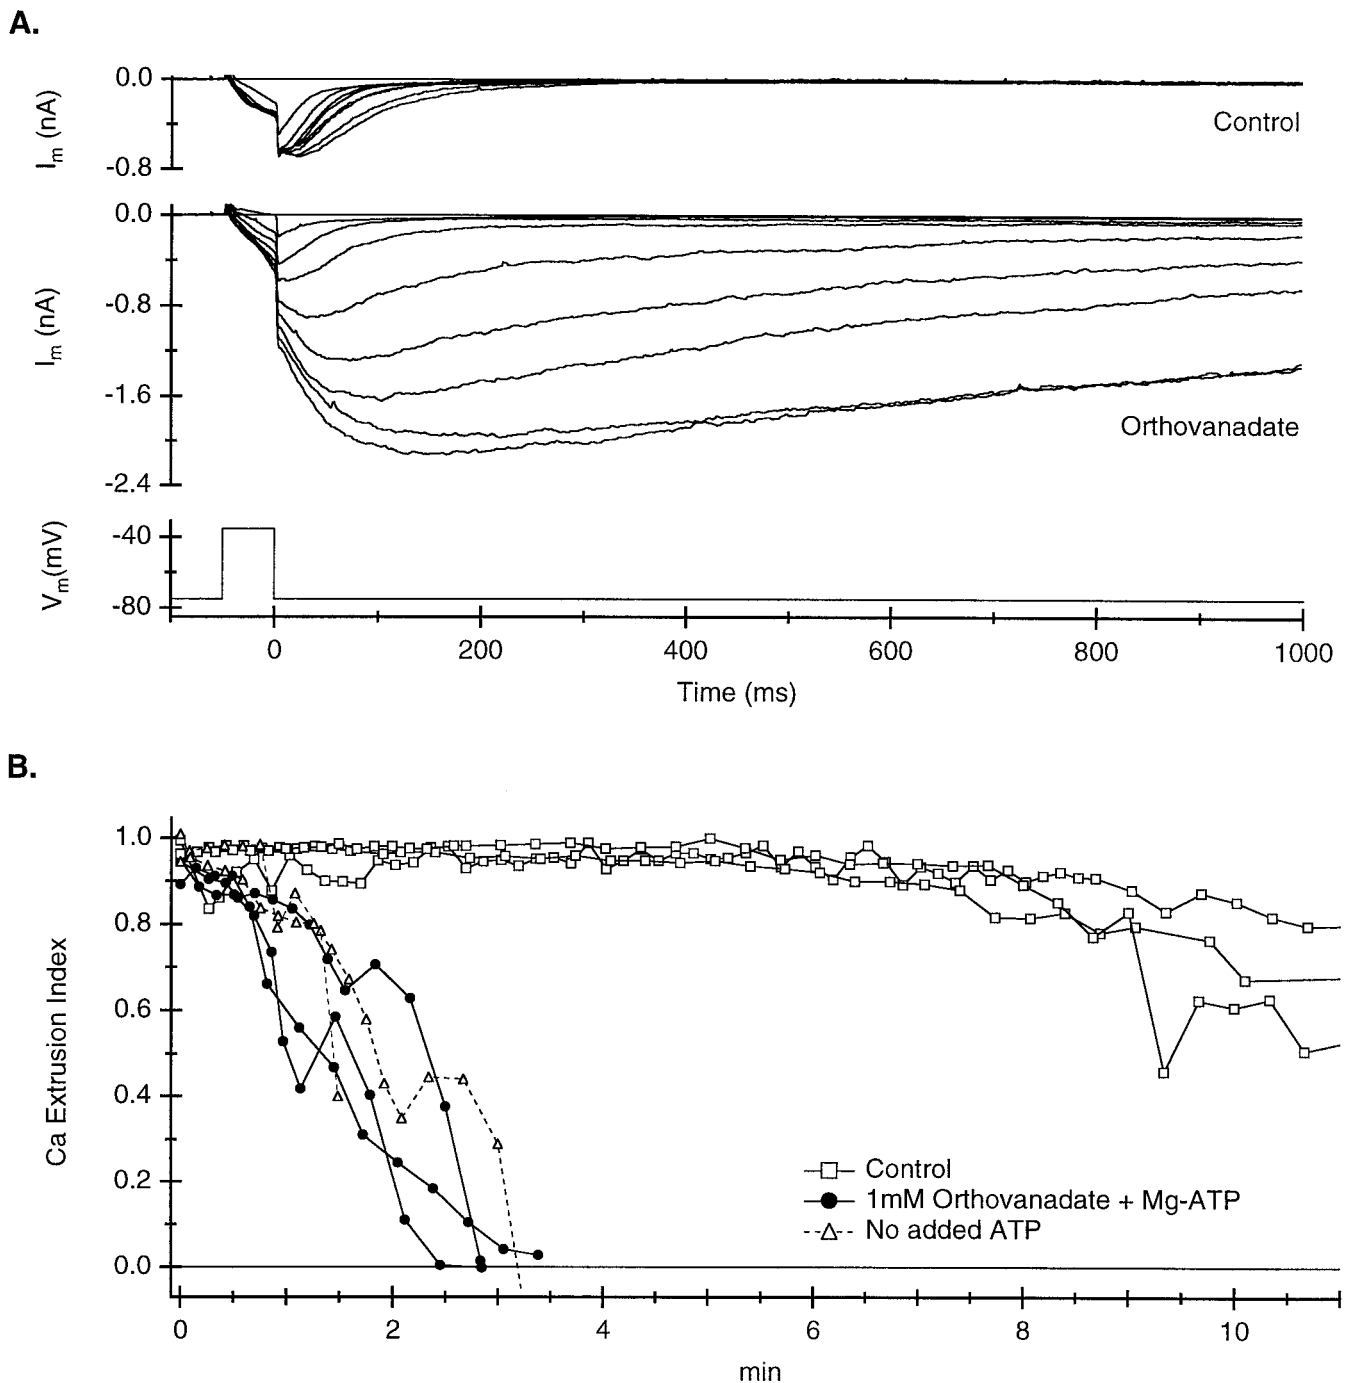 A.
0.0
-0.8
Im (nA)
Control
0.0
-0.8
-1.6
-2.4
Im (nA)
Orthovanadate
-40
-80
Vm(mV)
0 200 400 600 800 1000
Time (ms)
B.
1.0
0.8
0.6
0.4
0.2
0.0
Ca Extrusion Index
Control
1mM Orthovanadate + Mg-ATP
No added ATP
0 2 4 6 8 10
min